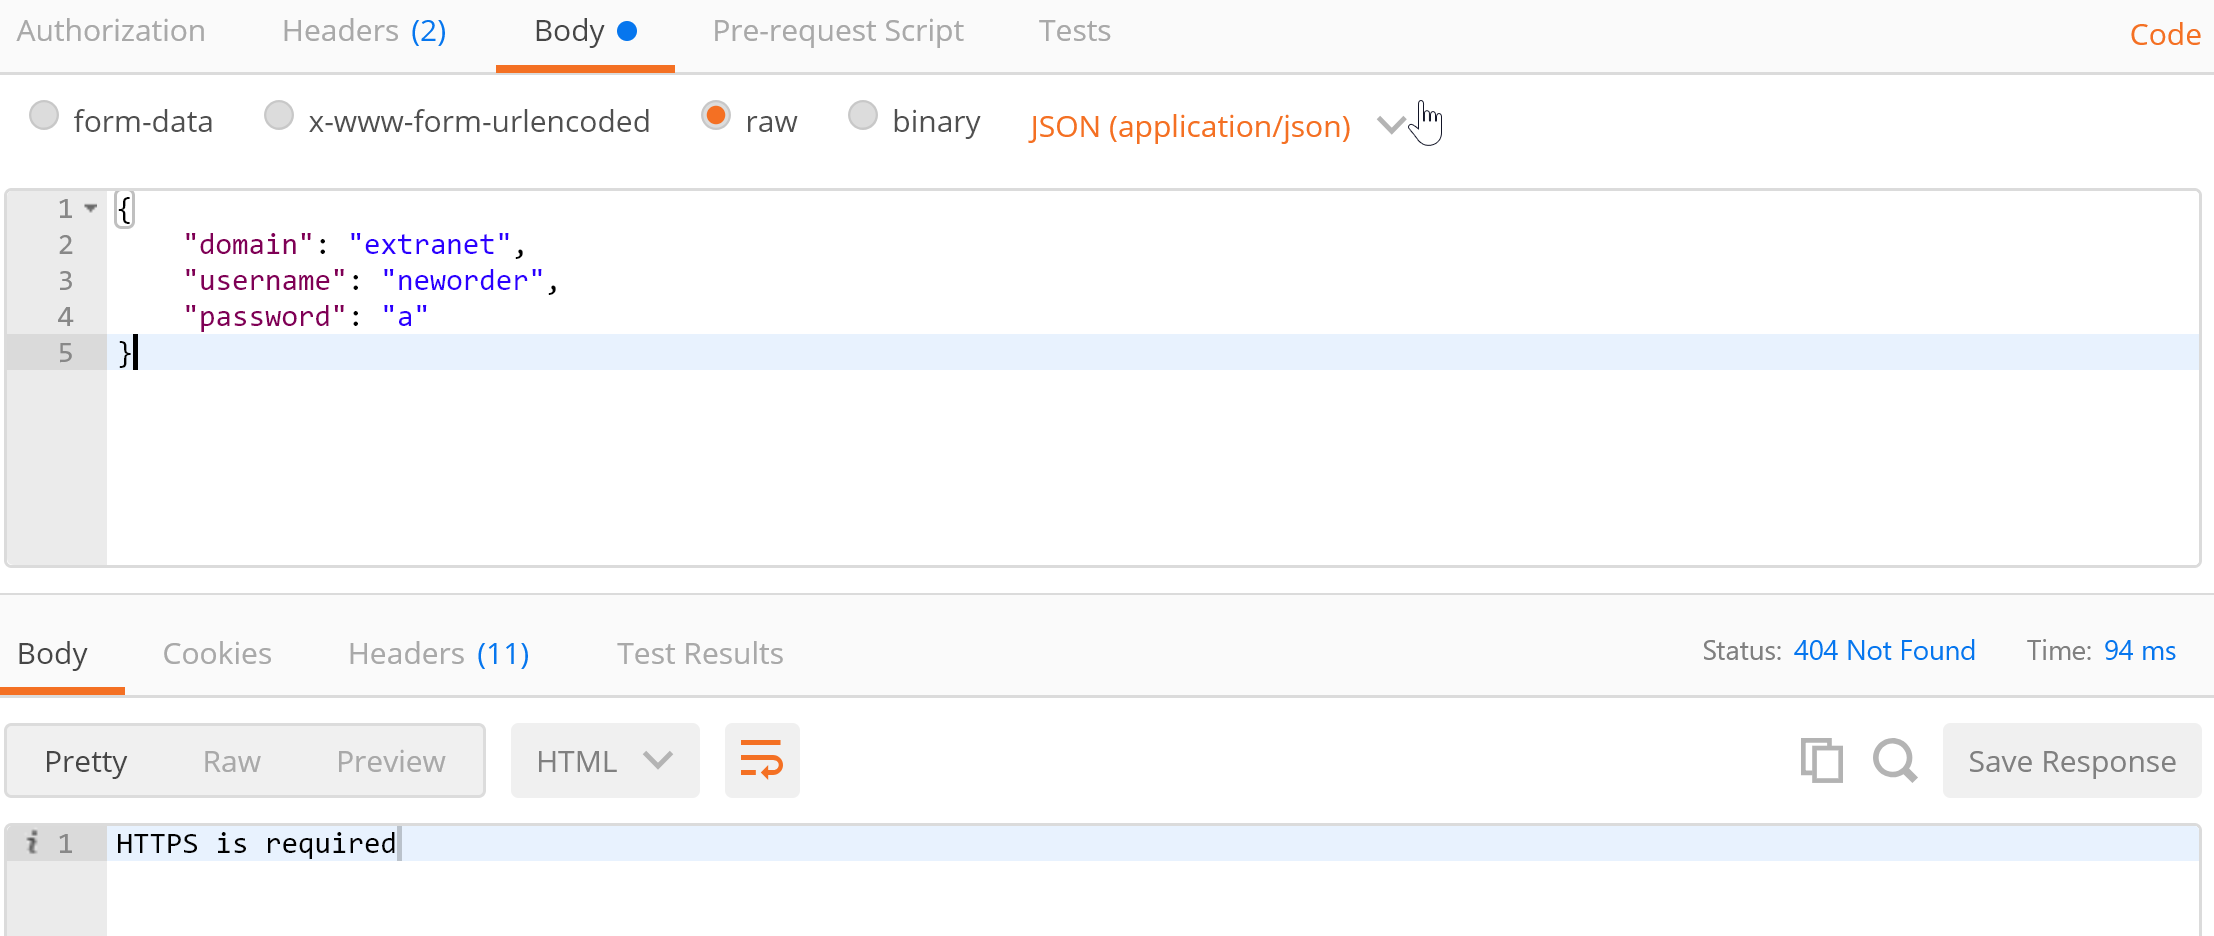 Authorization Headers (2) Body Pre-request Script Tests Code
form-data x-www-form-urlencoded raw binary JSON (application/json)
1 {
2 "domain": "extranet",
3 "username": "neworder",
4 "password": "a"
5 }
Body Cookies Headers (11) Test Results Status: 404 Not Found Time: 94 ms
Pretty Raw Preview HTML Save Response
i 1 HTTPS is required